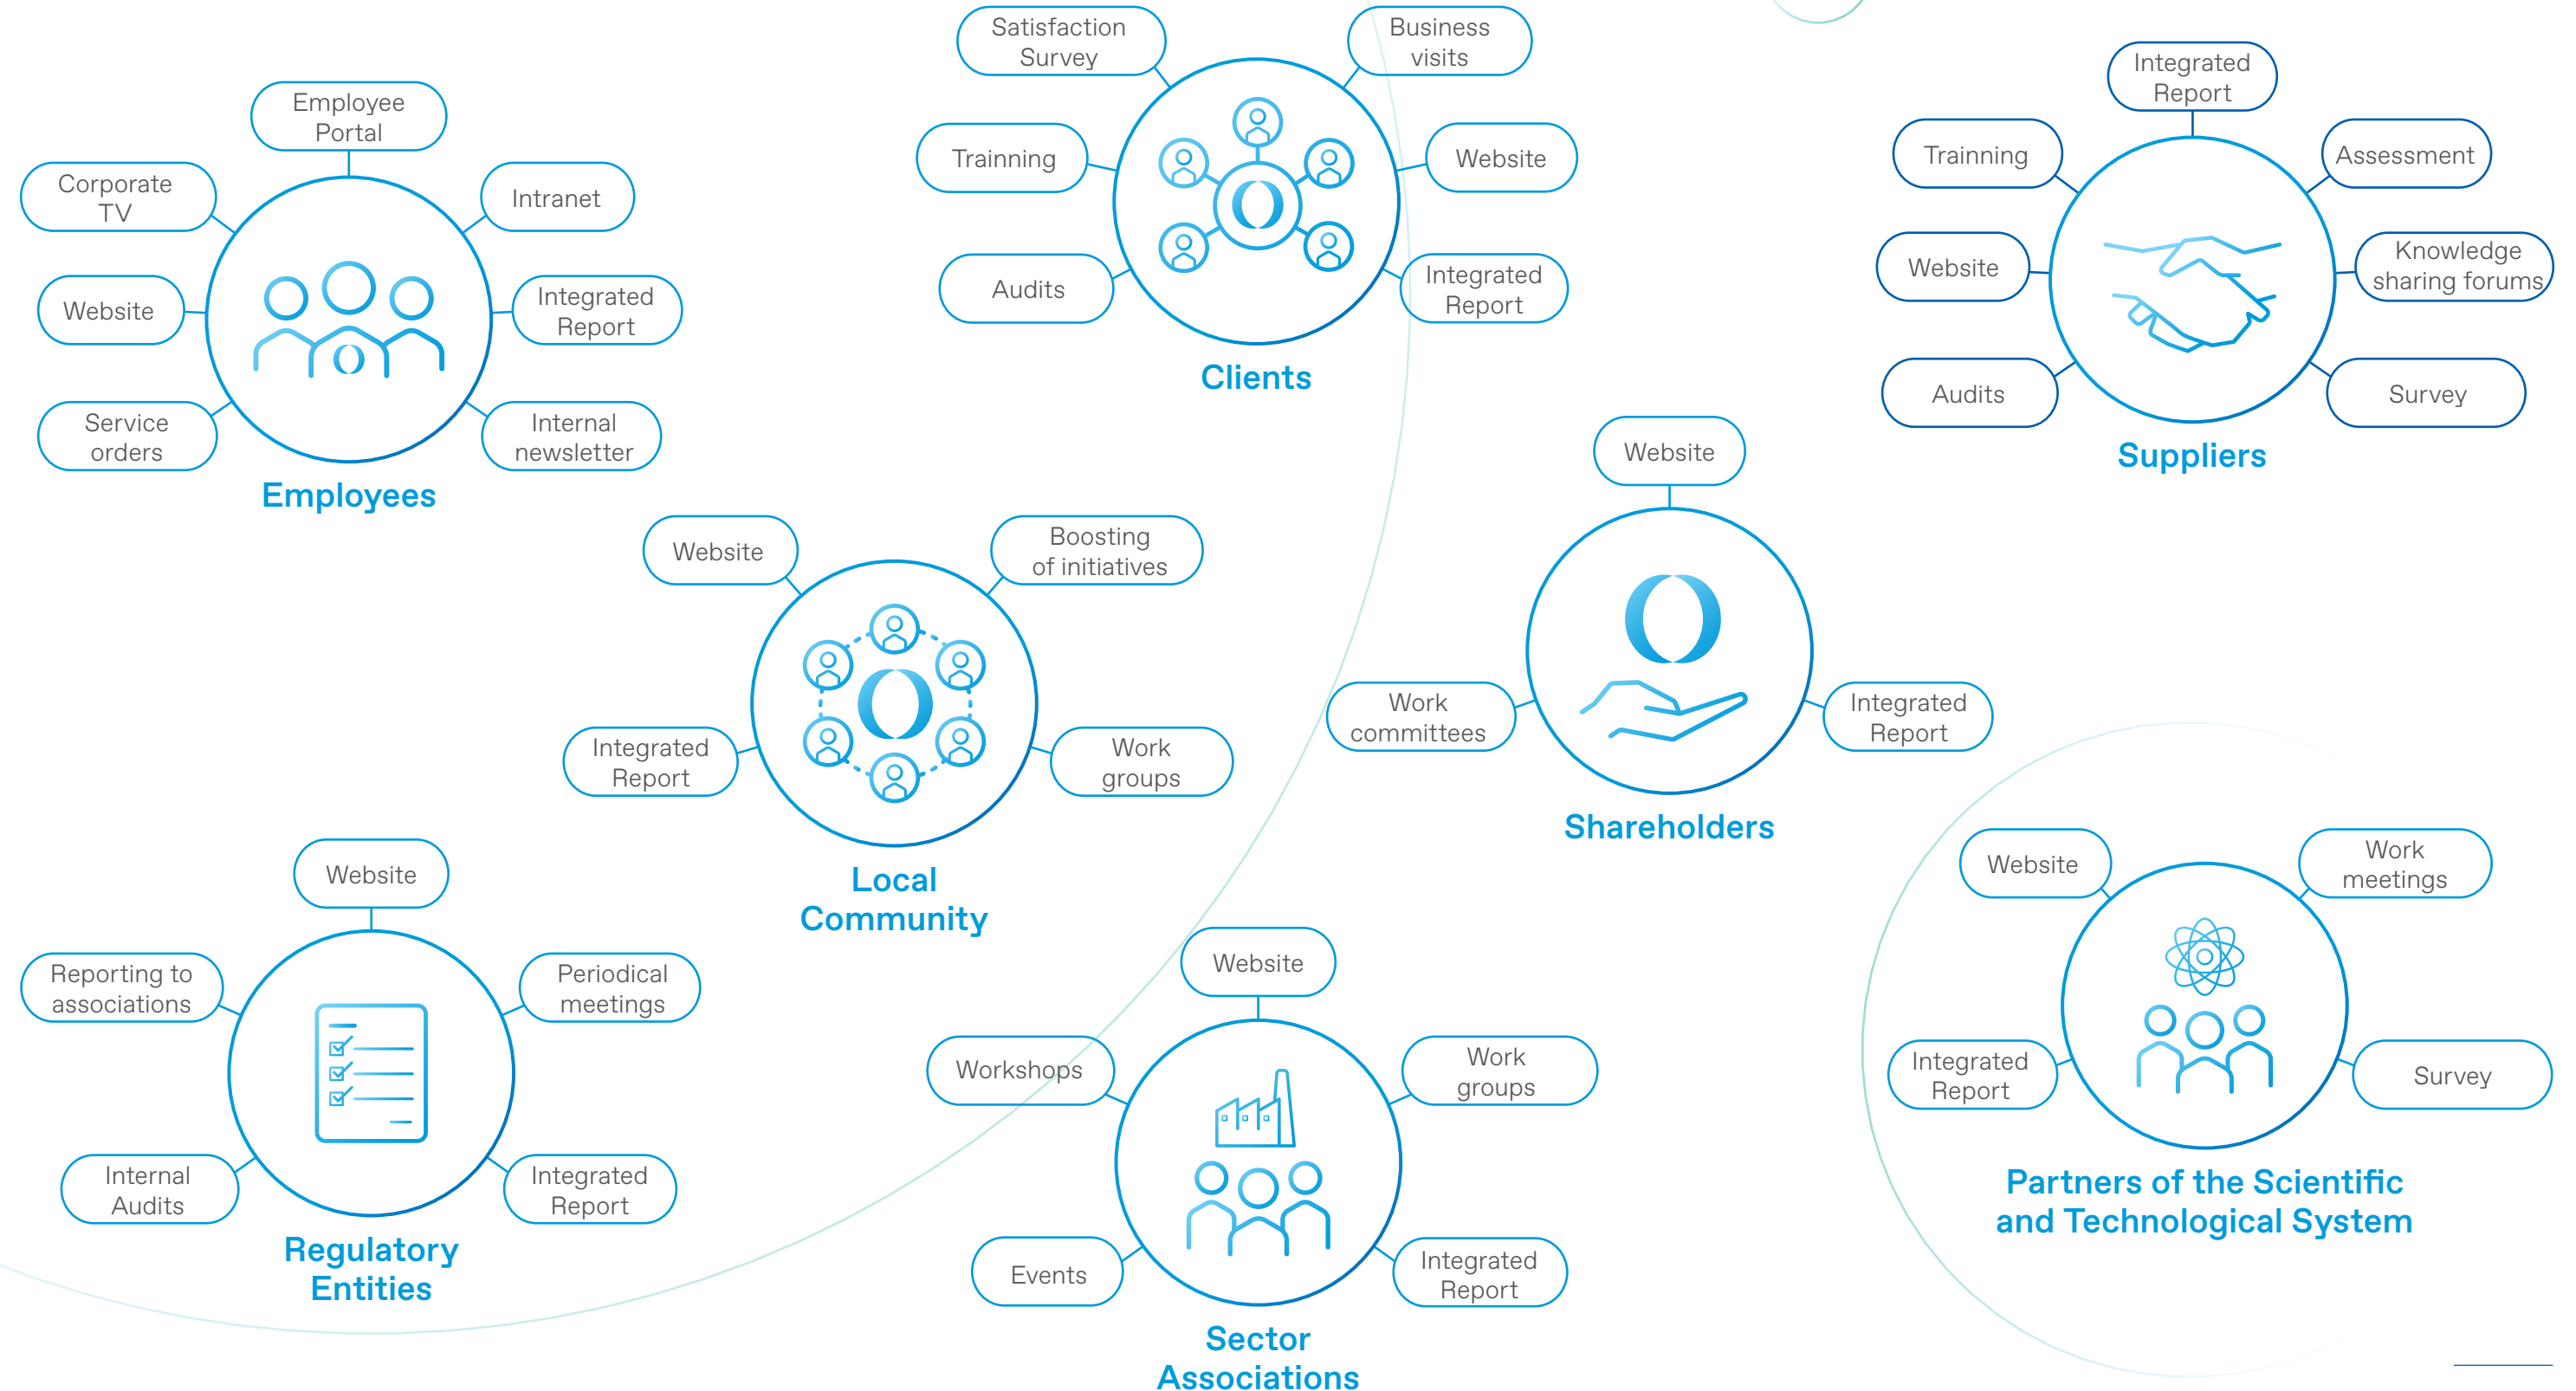 Employee
Portal
Corporate
TV
Intranet
Website
Integrated
Report
Service
orders
Internal
newsletter
Employees
Satisfaction
Survey
Business
visits
Trainning
Website
Audits
Integrated
Report
Clients
Integrated
Report
Trainning
Assessment
Website
Knowledge
sharing forums
Audits
Survey
Suppliers
Website
Boosting
of initiatives
Integrated
Report
Work
groups
Local
Community
Website
Work
committees
Integrated
Report
Shareholders
Website
Reporting to
associations
Periodical
meetings
Internal
Audits
Integrated
Report
Regulatory
Entities
Website
Workshops
Work
groups
Events
Integrated
Report
Sector
Associations
Website
Work
meetings
Integrated
Report
Survey
Partners of the Scientific
and Technological System